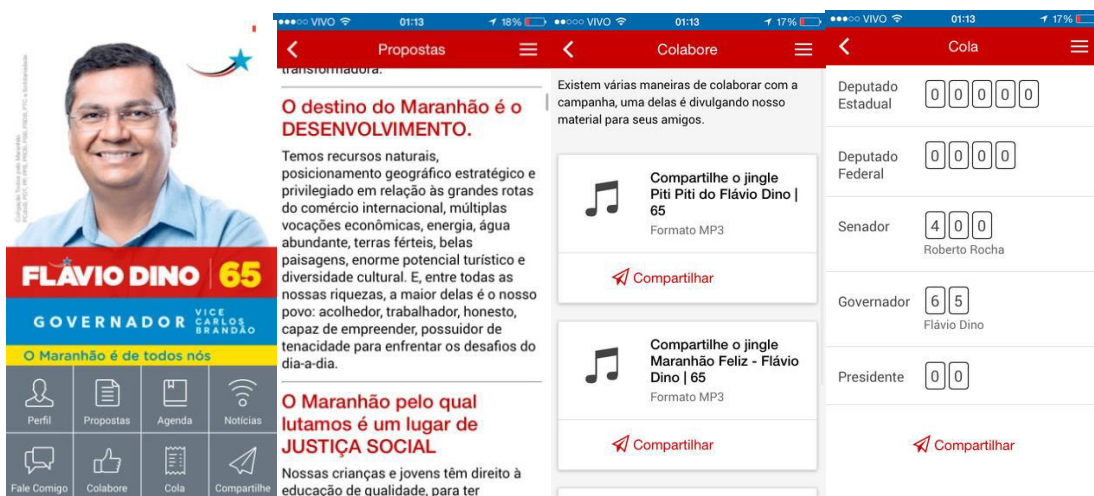 FLÁVIO DINO 65
GOVERNADOR VICE CARLOS BRANDÃO
O Maranhão é de todos nós
Perfil
Propostas
Agenda
Notícias
Fale Comigo
Colabore
Cola
Compartilhe
VIVO 01:13 18%
Propostas
transformadora.
O destino do Maranhão é o
DESENVOLVIMENTO.
Temos recursos naturais,
posicionamento geográfico estratégico e
privilegiado em relação às grandes rotas
do comércio internacional, múltiplas
vocações econômicas, energia, água
abundante, terras férteis, belas
paisagens, enorme potencial turístico e
diversidade cultural. E, entre todas as
nossas riquezas, a maior delas é o nosso
povo: acolhedor, trabalhador, honesto,
capaz de empreender, possuidor de
tenacidade para enfrentar os desafios do
dia-a-dia.
O Maranhão pelo qual
lutamos é um lugar de
JUSTIÇA SOCIAL
Nossas crianças e jovens têm direito à
educação de qualidade, para ter
VIVO 01:13 17%
Colabore
Existem várias maneiras de colaborar com a
campanha, uma delas é divulgando nosso
material para seus amigos.
Compartilhe o jingle
Piti Piti do Flávio Dino |
65
Formato MP3
Compartilhar
Compartilhe o jingle
Maranhão Feliz - Flávio
Dino | 65
Formato MP3
Compartilhar
VIVO 01:13 17%
Cola
Deputado
Estadual
0 0 0 0 0
Deputado
Federal
0 0 0 0
Senador
4 0 0
Roberto Rocha
Governador
6 5
Flávio Dino
Presidente
0 0
Compartilhar